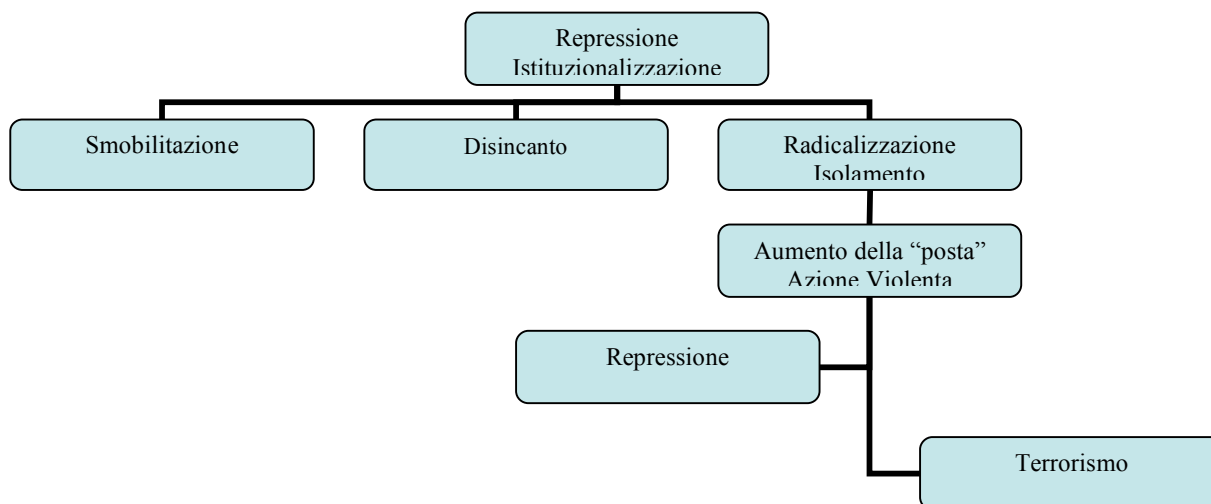 Repressione
Istituzionalizzazione
Smobilitazione
Disincanto
Radicalizzazione
Isolamento
Aumento della “posta”
Azione Violenta
Repressione
Terrorismo